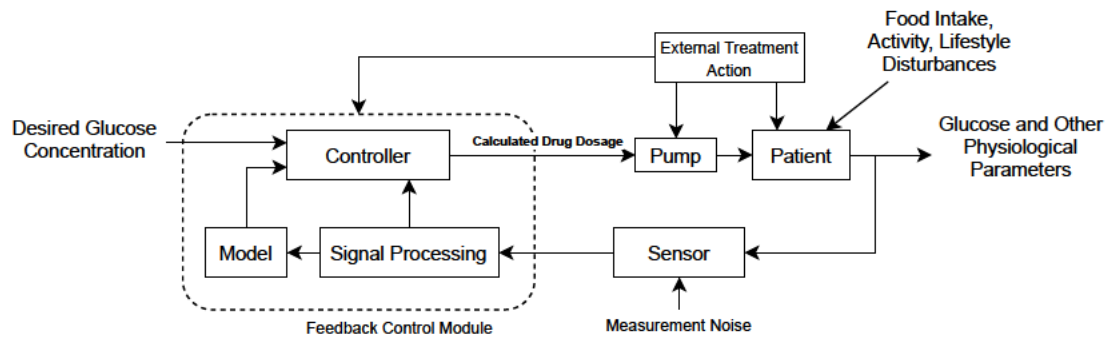 Food Intake,
Activity, Lifestyle
Disturbances
External Treatment
Action
Desired Glucose
Concentration
Controller
Calculated Drug Dosage
Pump
Patient
Glucose and Other
Physiological
Parameters
Model
Signal Processing
Sensor
Feedback Control Module
Measurement Noise